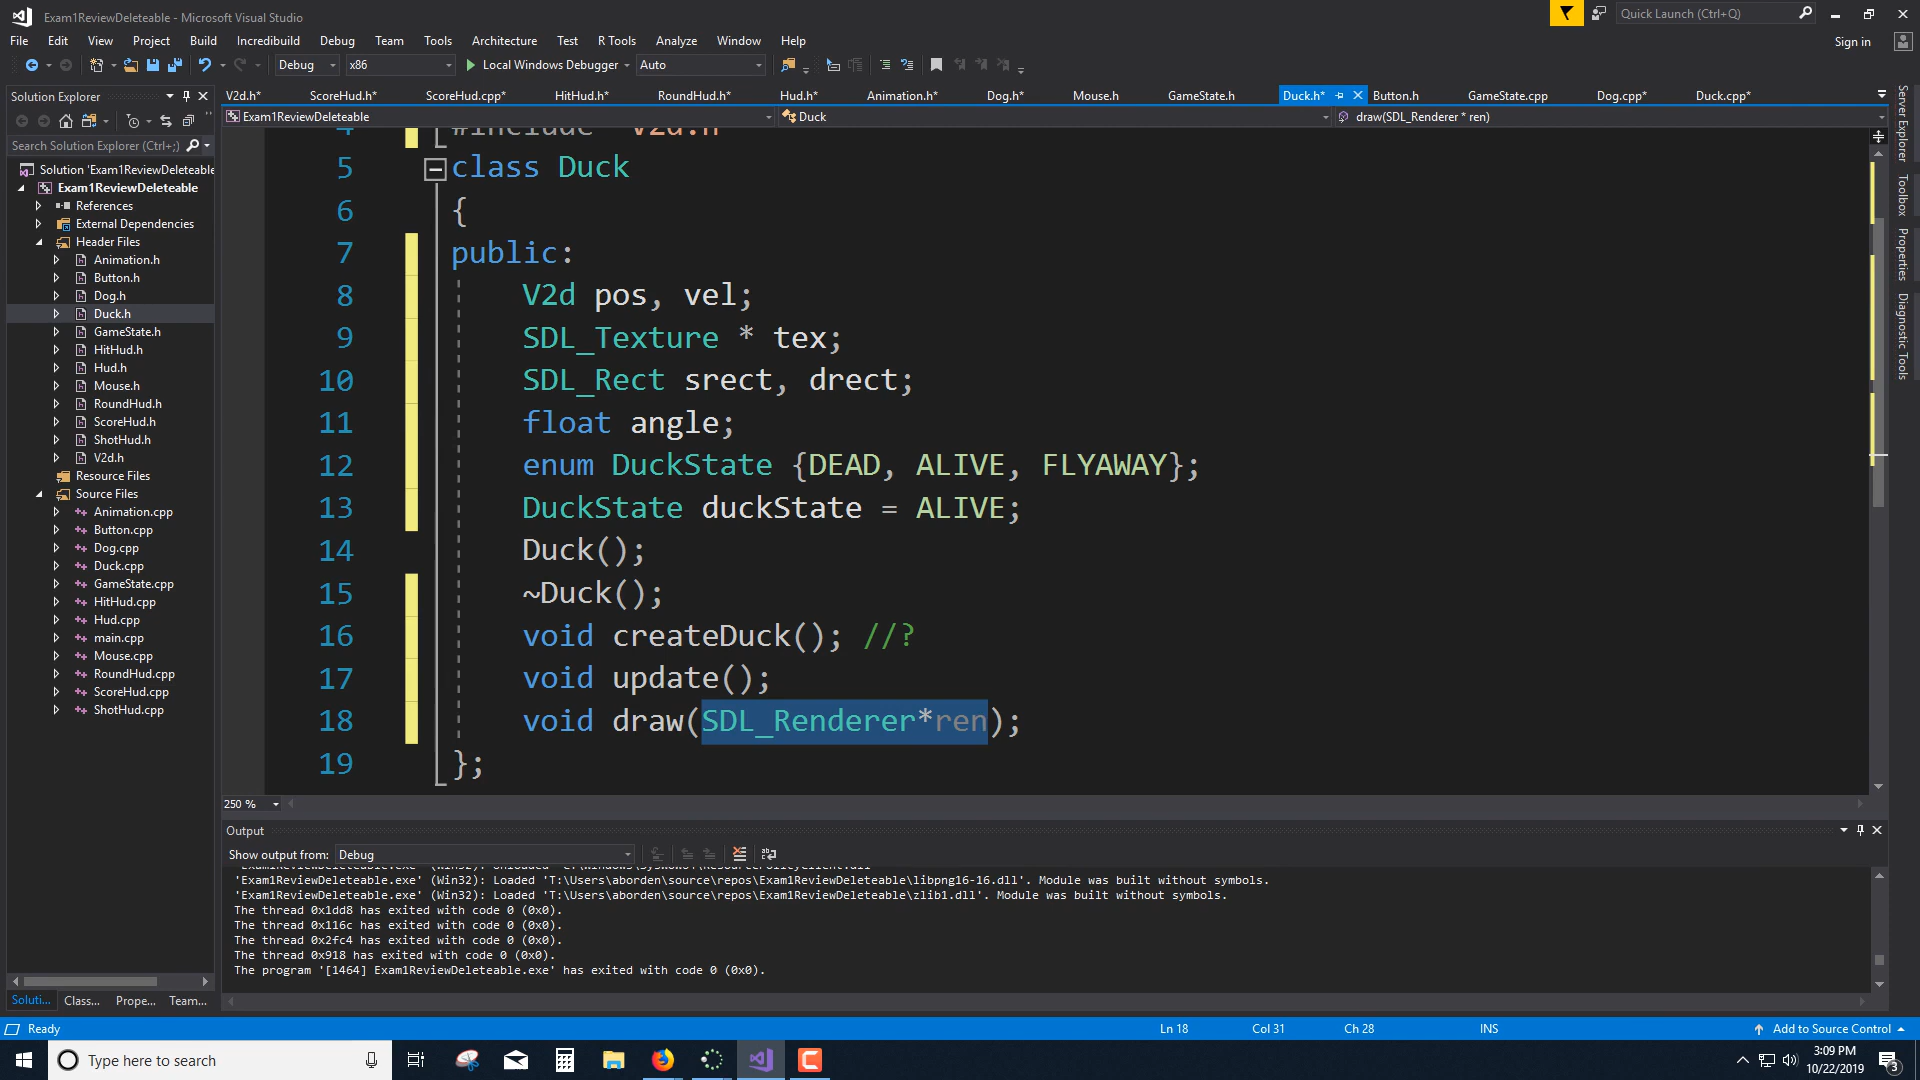 Exam1ReviewDeleteable - Microsoft Visual Studio
Quick Launch (Ctrl+Q)
File Edit View Project Build Incredibuild Debug Team Tools Architecture Test R Tools Analyze Window Help
Sign in
Debug x86 Local Windows Debugger Auto
Solution Explorer
V2d.h* ScoreHud.h* ScoreHud.cpp* HitHud.h* RoundHud.h* Hud.h* Animation.h* Dog.h* Mouse.h GameState.h Duck.h* Button.h GameState.cpp Dog.cpp* Duck.cpp*
Exam1ReviewDeleteable Duck draw(SDL_Renderer * ren)
Search Solution Explorer (Ctrl+;)
Solution 'Exam1ReviewDeleteable
Exam1ReviewDeleteable
References
External Dependencies
Header Files
Animation.h
Button.h
Dog.h
Duck.h
GameState.h
HitHud.h
Hud.h
Mouse.h
RoundHud.h
ScoreHud.h
ShotHud.h
V2d.h
Resource Files
Source Files
Animation.cpp
Button.cpp
Dog.cpp
Duck.cpp
GameState.cpp
HitHud.cpp
Hud.cpp
main.cpp
Mouse.cpp
RoundHud.cpp
ScoreHud.cpp
ShotHud.cpp
Soluti... Class... Prope... Team...
4 #include "V2d.h"
5 class Duck
6 {
7 public:
8 V2d pos, vel;
9 SDL_Texture * tex;
10 SDL_Rect srect, drect;
11 float angle;
12 enum DuckState {DEAD, ALIVE, FLYAWAY};
13 DuckState duckState = ALIVE;
14 Duck();
15 ~Duck();
16 void createDuck(); //?
17 void update();
18 void draw(SDL_Renderer*ren);
19 };
250 %
Server Explorer
Toolbox
Properties
Diagnostic Tools
Output
Show output from: Debug
'Exam1ReviewDeleteable.exe' (Win32): Loaded 'T:\Users\aborden\source\repos\Exam1ReviewDeleteable\libpng16-16.dll'. Module was built without symbols.
'Exam1ReviewDeleteable.exe' (Win32): Loaded 'T:\Users\aborden\source\repos\Exam1ReviewDeleteable\zlib1.dll'. Module was built without symbols.
The thread 0x1dd8 has exited with code 0 (0x0).
The thread 0x116c has exited with code 0 (0x0).
The thread 0x2fc4 has exited with code 0 (0x0).
The thread 0x918 has exited with code 0 (0x0).
The program '[1464] Exam1ReviewDeleteable.exe' has exited with code 0 (0x0).
Ready Ln 18 Col 31 Ch 28 INS Add to Source Control
Type here to search
3:09 PM
10/22/2019
3